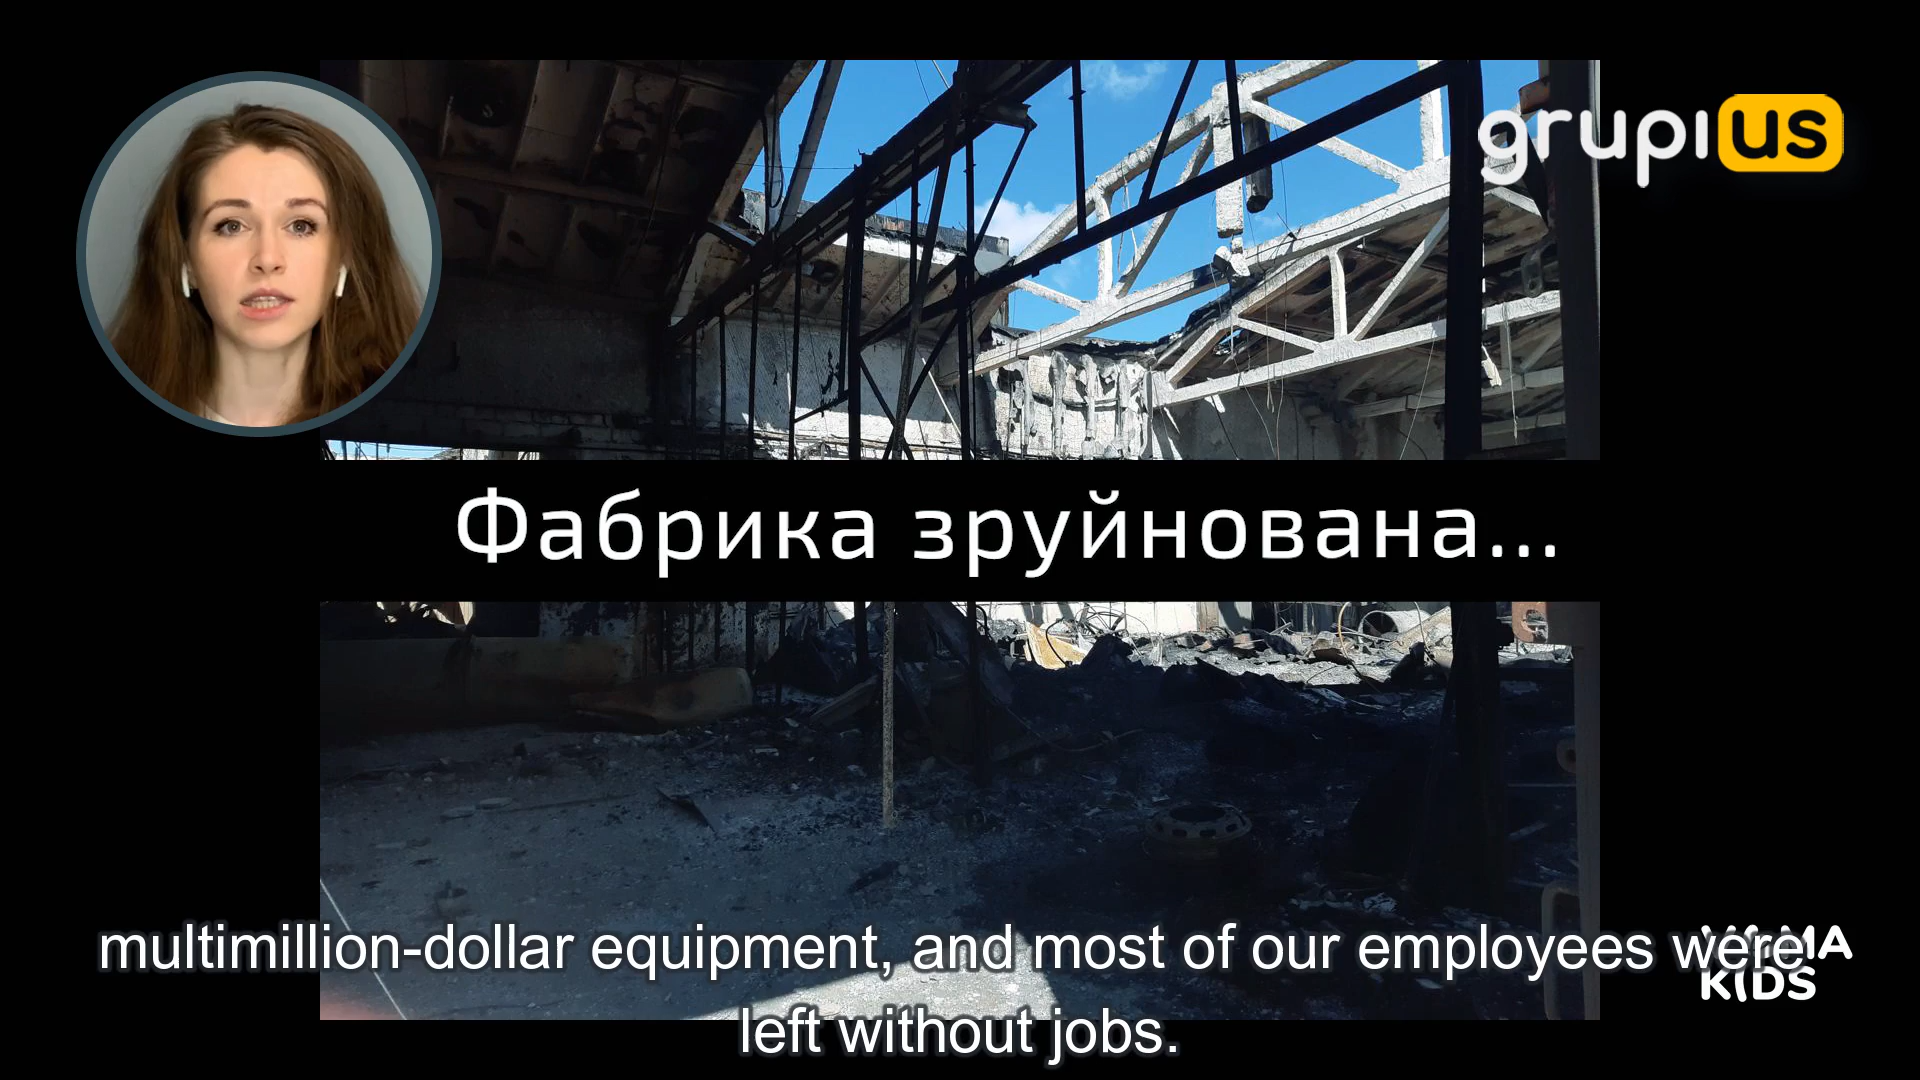 grupius
Фабрика зруйнована...
multimillion-dollar equipment, and most of our employees were
left without jobs.
KIDS